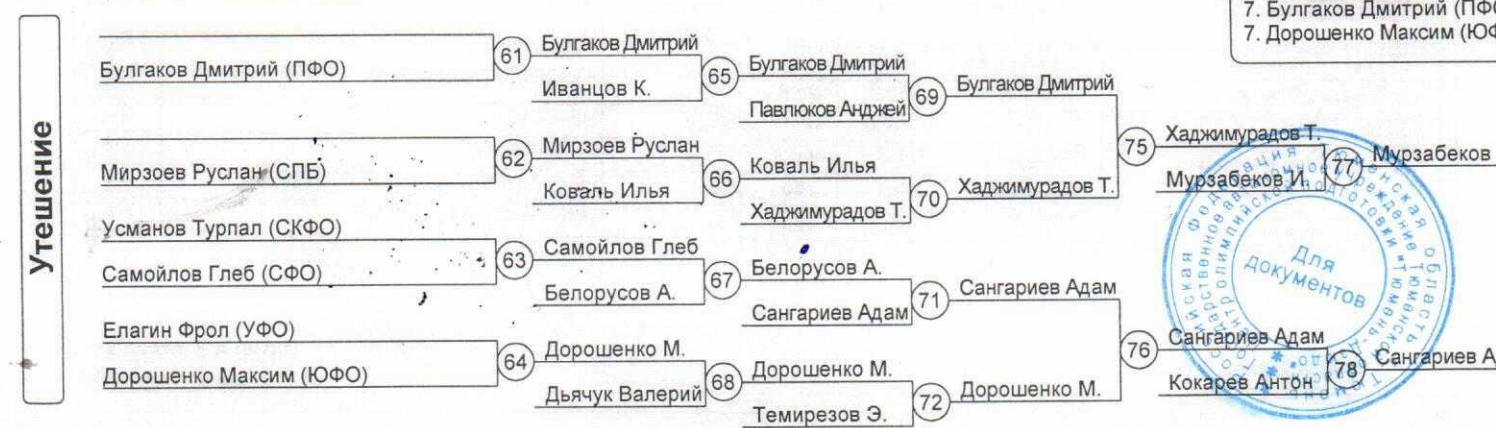 7. Булгаков Дмитрий (ПФО
7. Дорошенко Максим (ЮФ
Утешение
Булгаков Дмитрий (ПФО)
Мирзоев Руслан (СПБ)
Усманов Турпал (СКФО)
Самойлов Глеб (СФО)
Елагин Фрол (УФО)
Дорошенко Максим (ЮФО)
61
62
63
64
Булгаков Дмитрий
Иванцов К.
Мирзоев Руслан
Коваль Илья
Самойлов Глеб
Белорусов А.
Дорошенко М.
Дьячук Валерий
65
66
67
68
Булгаков Дмитрий
Павлюков Анджей
Коваль Илья
Хаджимурадов Т.
Белорусов А.
Сангариев Адам
Дорошенко М.
Темирезов Э.
69
70
71
72
Булгаков Дмитрий
Хаджимурадов Т.
Сангариев Адам
Дорошенко М.
75
76
Хаджимурадов Т.
Мурзабеков И.
Сангариев Адам
Кокарев Антон
77
78
Мурзабеков
Сангариев А
Для
документов